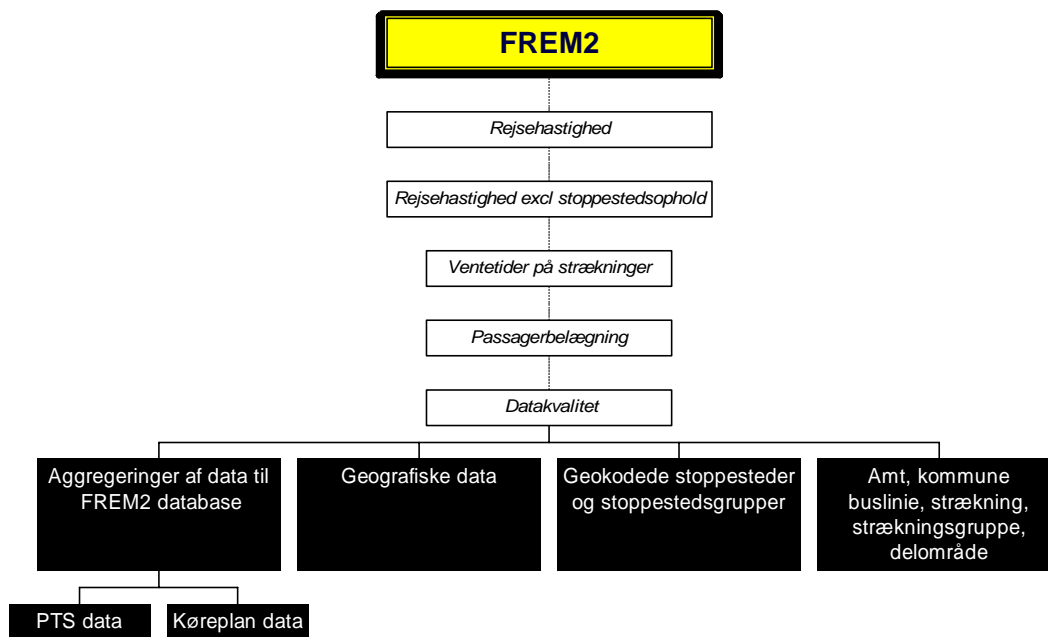 FREM2
Rejsehastighed
Rejsehastighed excl stoppestedsophold
Ventetider på strækninger
Passagerbelægning
Datakvalitet
Aggregeringer af data til
FREM2 database
Geografiske data
Geokodede stoppesteder
og stoppestedsgrupper
Amt, kommune
buslinie, strækning,
strækningsgruppe,
delområde
PTS data
Køreplan data